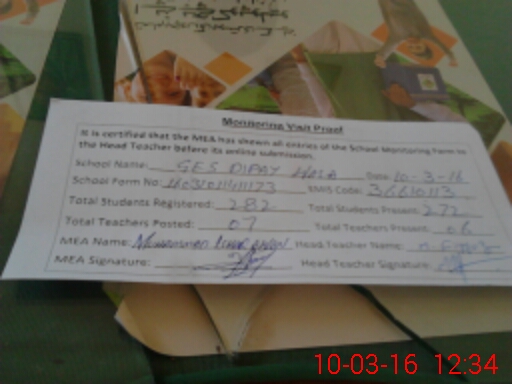 Monitoring Visit Proof
It is certified that the MEA has shown all entries of the School Monitoring Form to
the Head Teacher before its online submission.
School Name: GES DIPAY Date: 10-3-16
School Form No: EMIS Code: 36610113
Total Students Registered: 282 Total Students Present: 272
Total Teachers Posted: 07 Total Teachers Present: 06
MEA Name: Head Teacher Name:
MEA Signature: Head Teacher Signature:
10-03-16 12:34